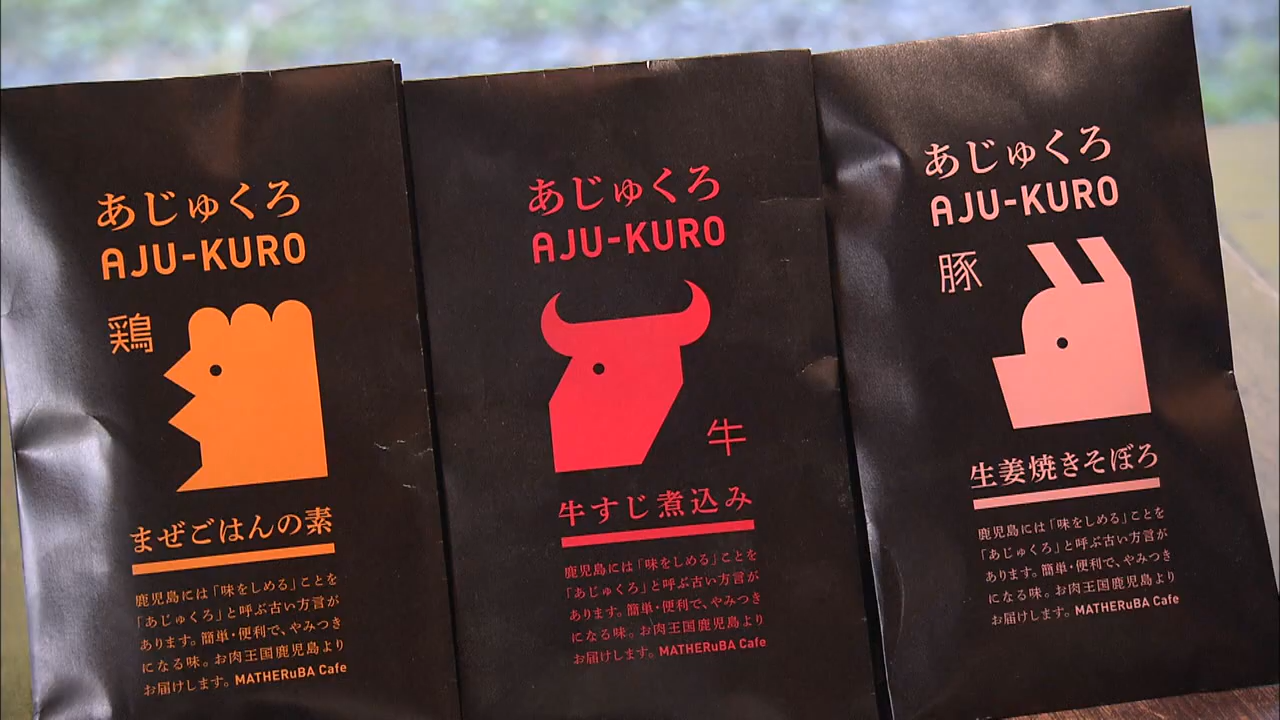 あじゅくろ
AJU-KURO
鶏
まぜごはんの素
鹿児島には「味をしめる」ことを
「あじゅくろ」と呼ぶ古い方言が
あります。簡単・便利で、やみつき
になる味。お肉王国鹿児島より
お届けします。MATHERuBA Cafe
あじゅくろ
AJU-KURO
牛
牛すじ煮込み
鹿児島には「味をしめる」ことを
「あじゅくろ」と呼ぶ古い方言が
あります。簡単・便利で、やみつき
になる味。お肉王国鹿児島より
お届けします。MATHERuBA Cafe
あじゅくろ
AJU-KURO
豚
生姜焼きそぼろ
鹿児島には「味をしめる」ことを
「あじゅくろ」と呼ぶ古い方言が
あります。簡単・便利で、やみつき
になる味。お肉王国鹿児島より
お届けします。MATHERuBA Cafe